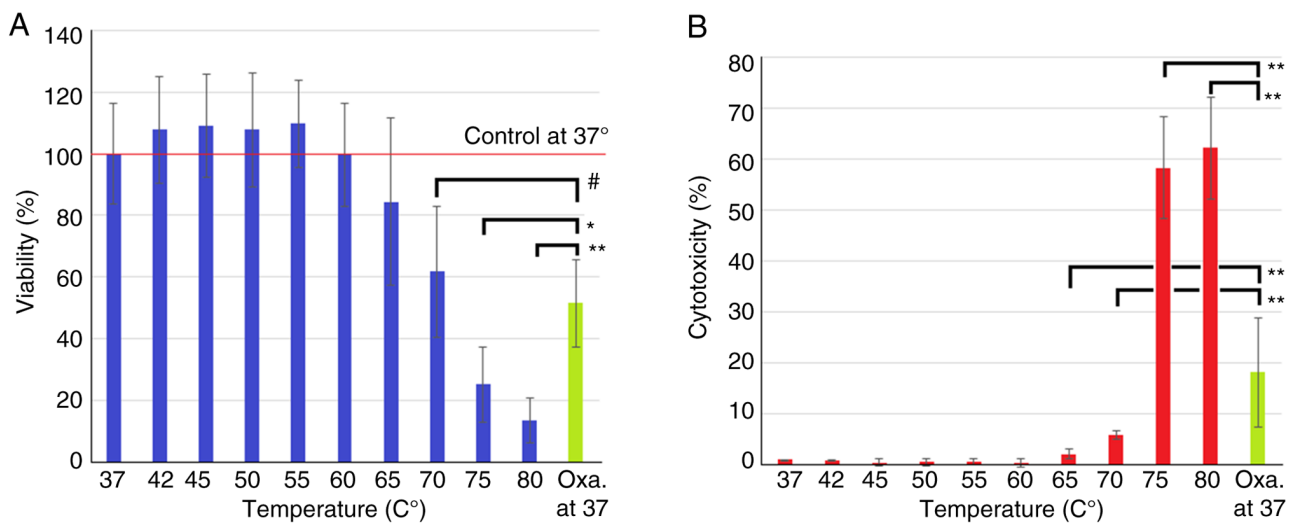 A
140
120
100
80
60
40
20
0
Viability (%)
Control at 37°
#
*
**
37 42 45 50 55 60 65 70 75 80 Oxa.
at 37
Temperature (C°)
B
80
70
60
50
40
30
20
10
0
Cytotoxicity (%)
**
**
**
**
37 42 45 50 55 60 65 70 75 80 Oxa.
at 37
Temperature (C°)